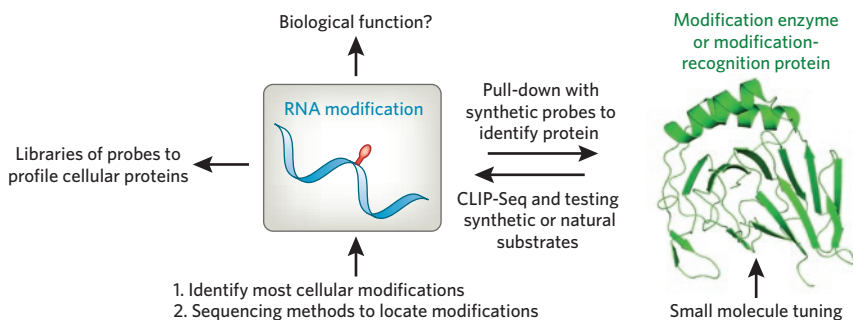 Biological function?
RNA modification
Libraries of probes to
profile cellular proteins
Pull-down with
synthetic probes to
identify protein
CLIP-Seq and testing
synthetic or natural
substrates
Modification enzyme
or modification-
recognition protein
1. Identify most cellular modifications
2. Sequencing methods to locate modifications
Small molecule tuning